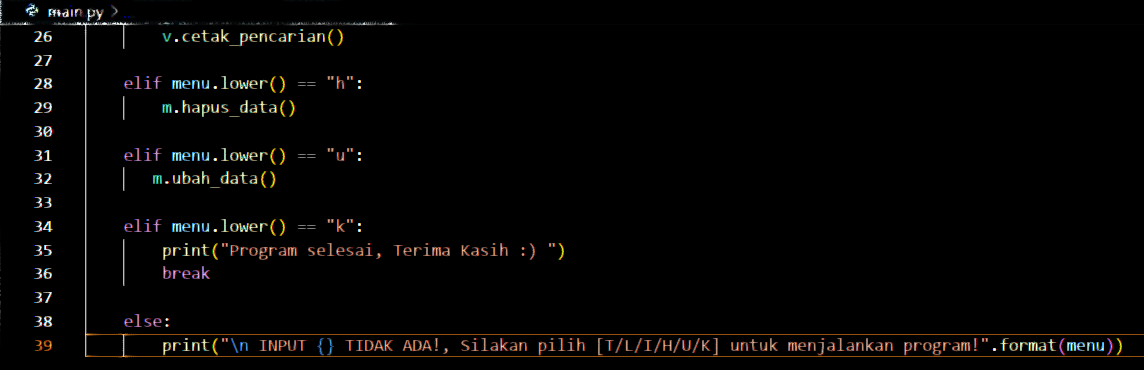 main.py >
26 v.cetak_pencarian()
27
28 elif menu.lower() == "h":
29 m.hapus_data()
30
31 elif menu.lower() == "u":
32 m.ubah_data()
33
34 elif menu.lower() == "k":
35 print("Program selesai, Terima Kasih :) ")
36 break
37
38 else:
39 print("\n INPUT {} TIDAK ADA!, Silakan pilih [T/L/I/H/U/K] untuk menjalankan program!".format(menu))